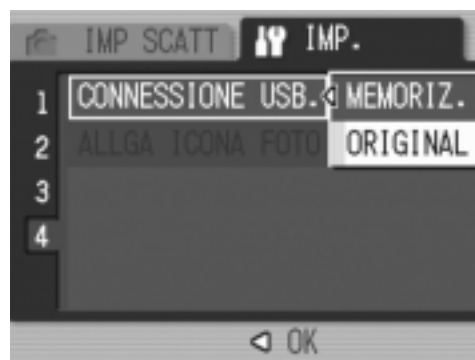 IMP SCATT IMP.
1 CONNESSIONE USB. MEMORIZ.
2 ALLGA ICONA FOTO ORIGINAL
3
4
OK